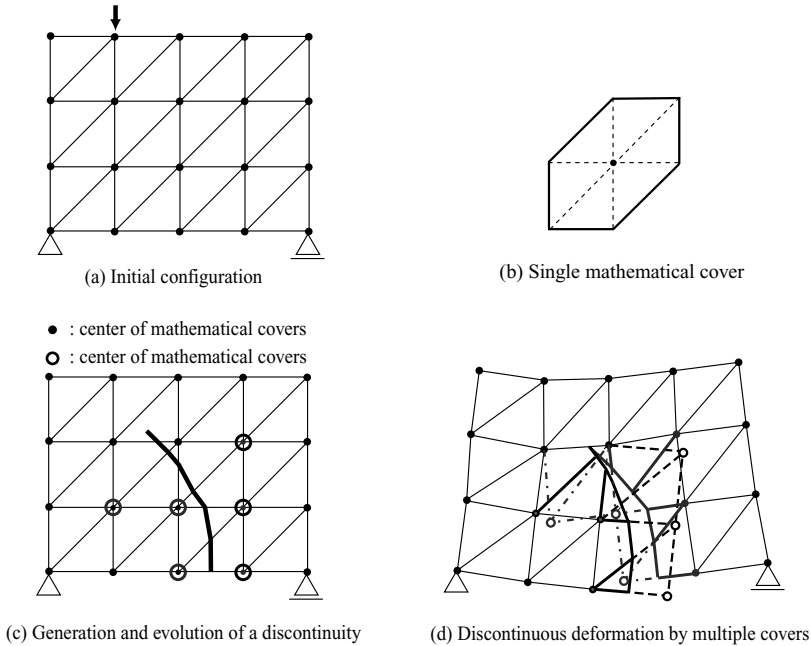 (a) Initial configuration
(b) Single mathematical cover
: center of mathematical covers
: center of mathematical covers
(c) Generation and evolution of a discontinuity
(d) Discontinuous deformation by multiple covers